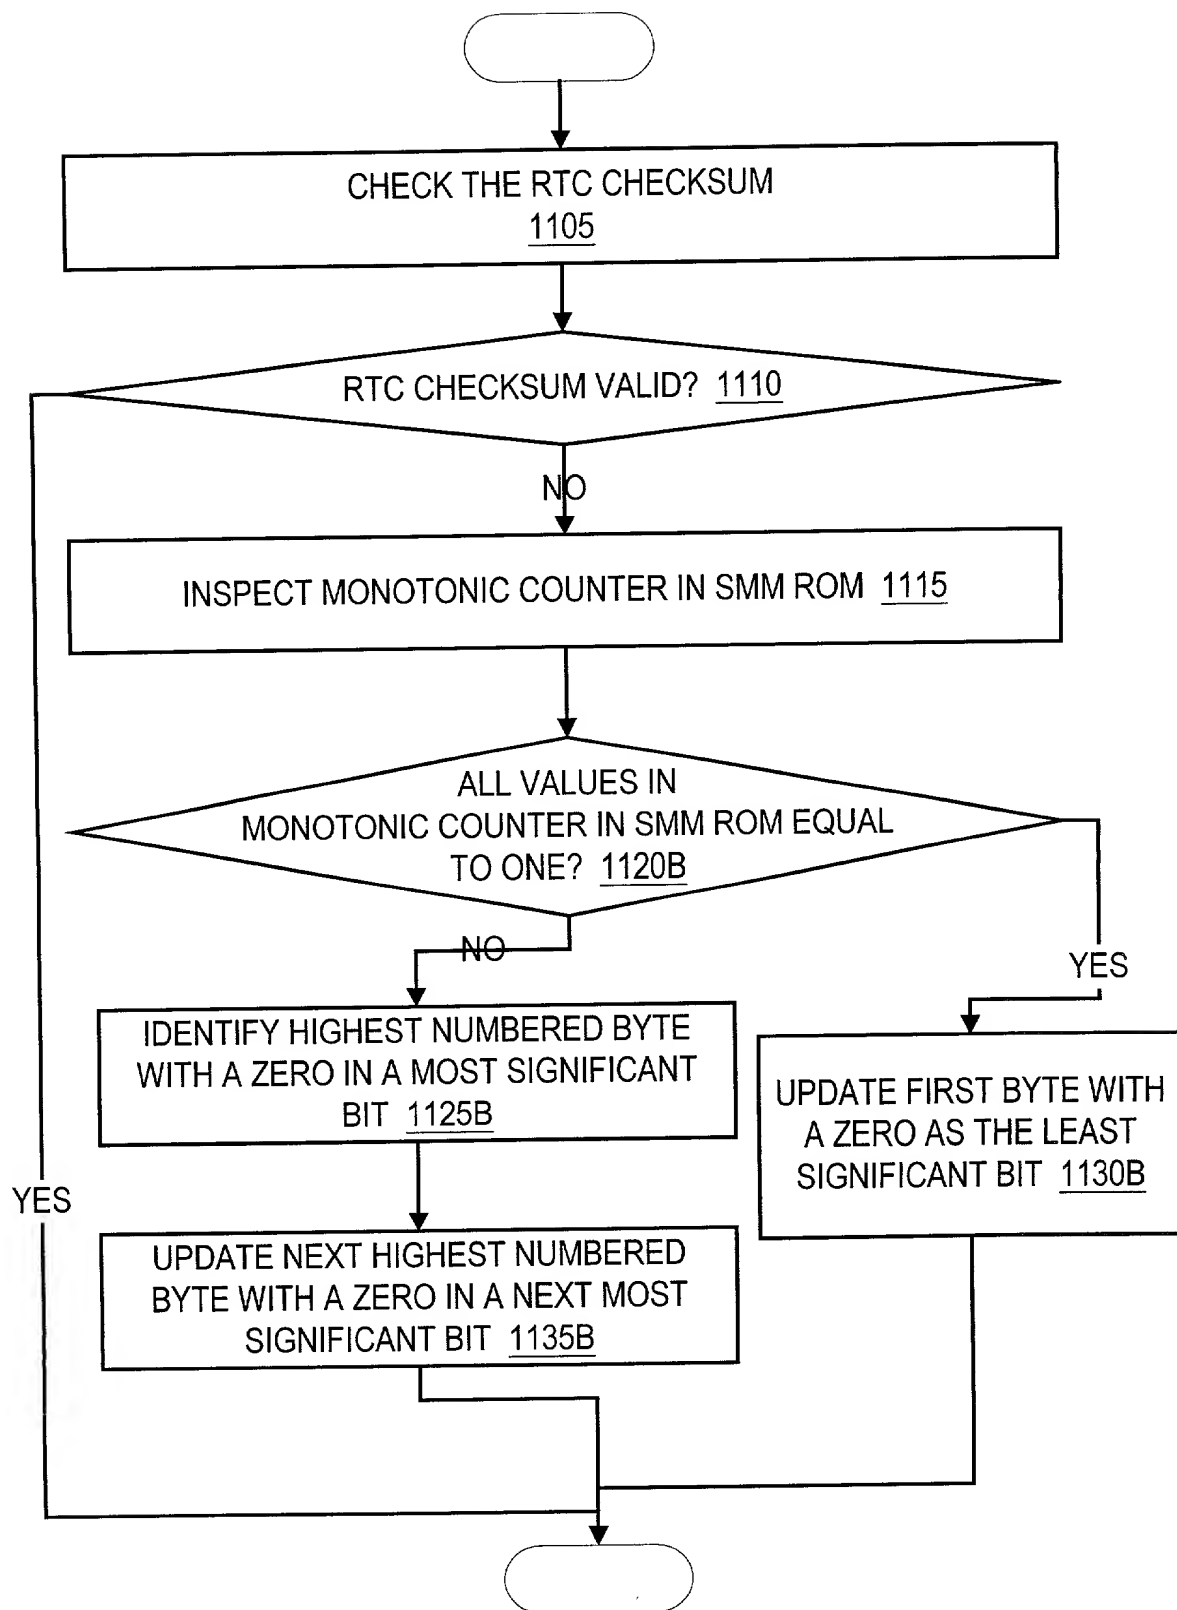 CHECK THE RTC CHECKSUM
1105
RTC CHECKSUM VALID? 1110
NO
INSPECT MONOTONIC COUNTER IN SMM ROM 1115
ALL VALUES IN
MONOTONIC COUNTER IN SMM ROM EQUAL
TO ONE? 1120B
NO
YES
IDENTIFY HIGHEST NUMBERED BYTE
WITH A ZERO IN A MOST SIGNIFICANT
BIT 1125B
UPDATE FIRST BYTE WITH
A ZERO AS THE LEAST
SIGNIFICANT BIT 1130B
YES
UPDATE NEXT HIGHEST NUMBERED
BYTE WITH A ZERO IN A NEXT MOST
SIGNIFICANT BIT 1135B